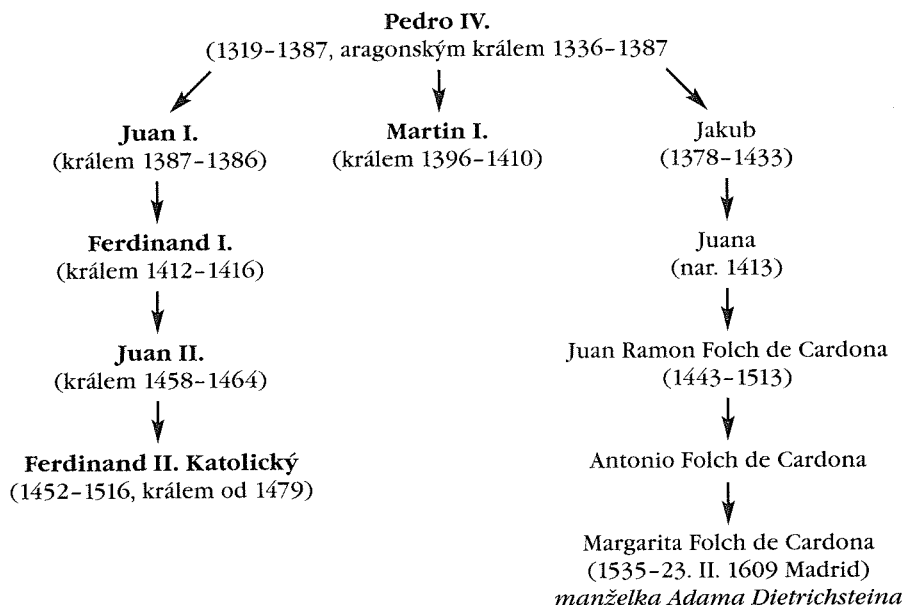 Pedro IV.
(1319–1387, aragonským králem 1336–1387
Juan I.
(králem 1387–1386)
Martin I.
(králem 1396–1410)
Jakub
(1378–1433)
Ferdinand I.
(králem 1412–1416)
Juana
(nar. 1413)
Juan II.
(králem 1458–1464)
Juan Ramon Folch de Cardona
(1443–1513)
Ferdinand II. Katolický
(1452–1516, králem od 1479)
Antonio Folch de Cardona
Margarita Folch de Cardona
(1535–23. II. 1609 Madrid)
manželka Adama Dietrichsteina